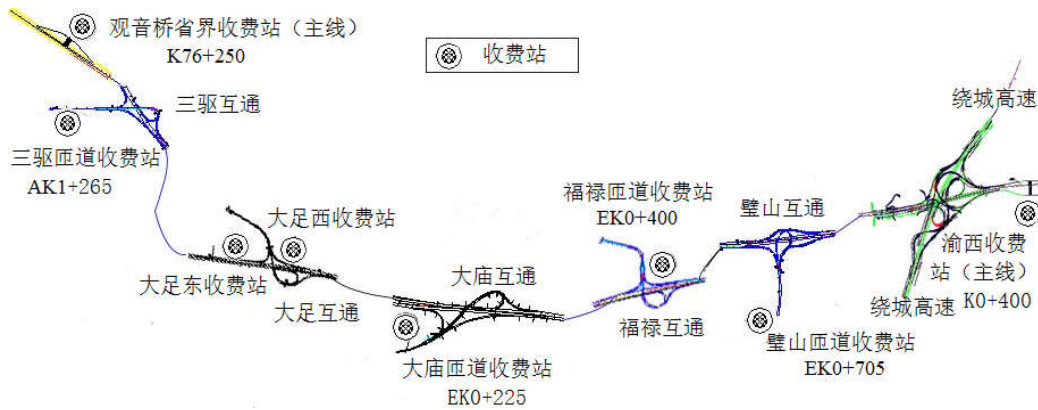 观音桥省界收费站（主线）
K76+250
收费站
三驱互通
绕城高速
三驱匝道收费站
AK1+265
大足西收费站
福禄匝道收费站
EK0+400
璧山互通
大足东收费站
大足互通
大庙互通
福禄互通
渝西收费
站（主线）
K0+400
绕城高速
大庙匝道收费站
EK0+225
璧山匝道收费站
EK0+705